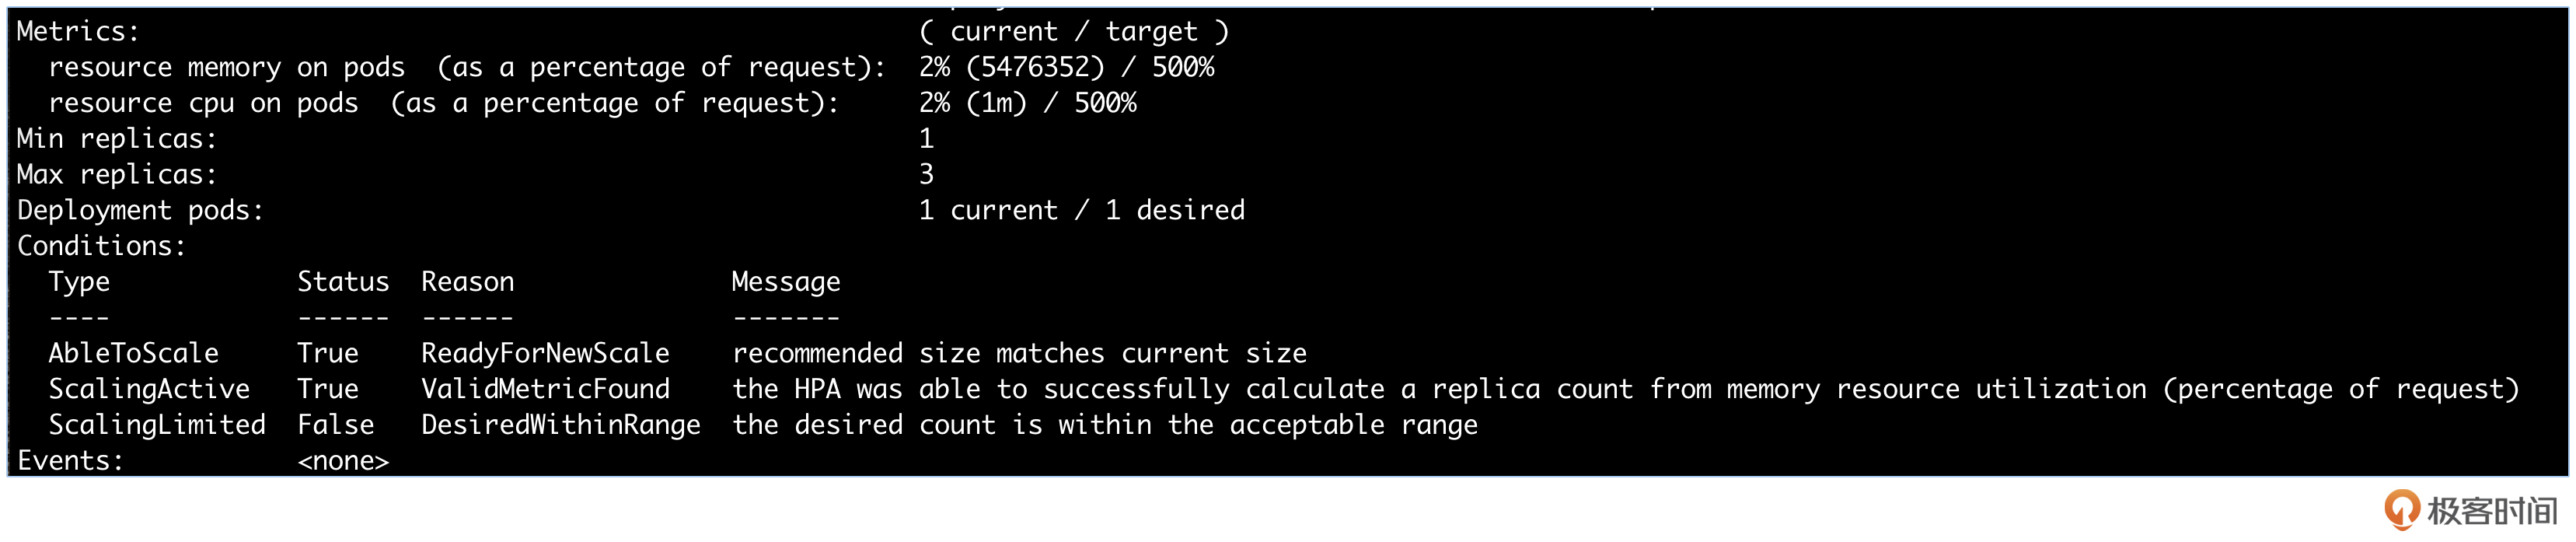 Metrics:                                                  ( current / target )
  resource memory on pods  (as a percentage of request):  2% (5476352) / 500%
  resource cpu on pods  (as a percentage of request):     2% (1m) / 500%
Min replicas:                                             1
Max replicas:                                             3
Deployment pods:                                          1 current / 1 desired
Conditions:
  Type            Status  Reason              Message
  ----            ------  ------              -------
  AbleToScale     True    ReadyForNewScale    recommended size matches current size
  ScalingActive   True    ValidMetricFound    the HPA was able to successfully calculate a replica count from memory resource utilization (percentage of request)
  ScalingLimited  False   DesiredWithinRange  the desired count is within the acceptable range
Events:           <none>
极客时间